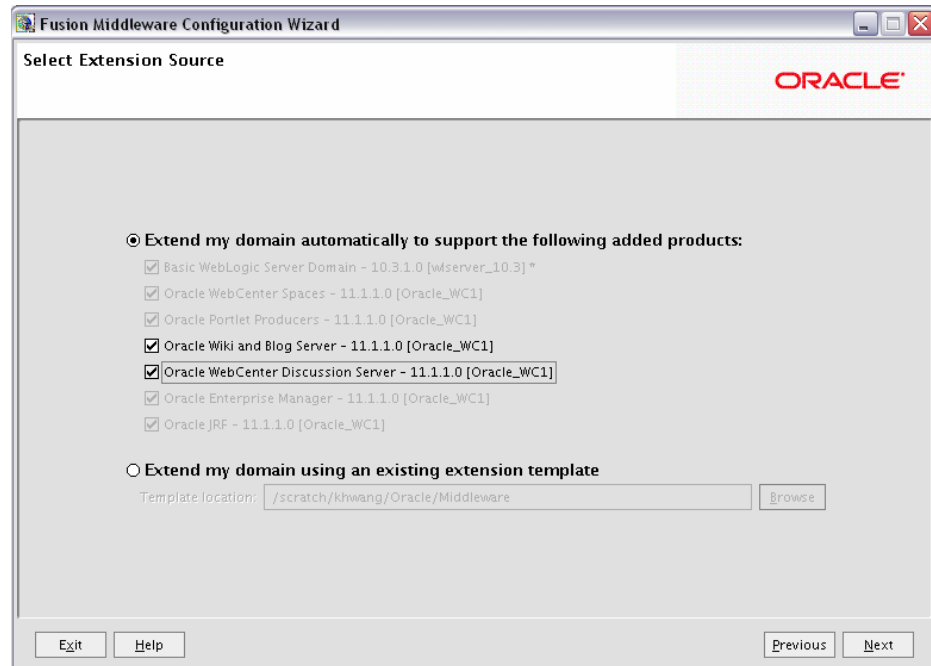 Fusion Middleware Configuration Wizard
Select Extension Source
ORACLE
Extend my domain automatically to support the following added products:
Basic WebLogic Server Domain - 10.3.1.0 [wlserver_10.3] *
Oracle WebCenter Spaces - 11.1.1.0 [Oracle_WC1]
Oracle Portlet Producers - 11.1.1.0 [Oracle_WC1]
Oracle Wiki and Blog Server - 11.1.1.0 [Oracle_WC1]
Oracle WebCenter Discussion Server - 11.1.1.0 [Oracle_WC1]
Oracle Enterprise Manager - 11.1.1.0 [Oracle_WC1]
Oracle JRF - 11.1.1.0 [Oracle_WC1]
Extend my domain using an existing extension template
Template location: /scratch/khwang/Oracle/Middleware Browse
Exit Help Previous Next